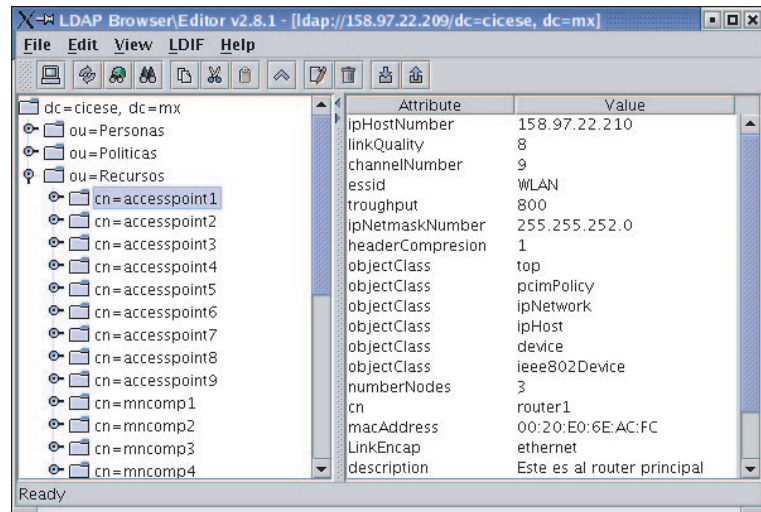 LDAP Browser\Editor v2.8.1 - [ldap://158.97.22.209/dc=cicese, dc=mx]
File Edit View LDIF Help
dc=cicese, dc=mx
ou=Personas
ou=Politicas
ou=Recursos
cn=accesspoint1
cn=accesspoint2
cn=accesspoint3
cn=accesspoint4
cn=accesspoint5
cn=accesspoint6
cn=accesspoint7
cn=accesspoint8
cn=accesspoint9
cn=mncomp1
cn=mncomp2
cn=mncomp3
cn=mncomp4
Attribute Value
ipHostNumber 158.97.22.210
linkQuality 8
channelNumber 9
essid WLAN
troughput 800
ipNetmaskNumber 255.255.252.0
headerCompresion 1
objectClass top
objectClass pcimPolicy
objectClass ipNetwork
objectClass ipHost
objectClass device
objectClass ieee802Device
numberNodes 3
cn router1
macAddress 00:20:E0:6E:AC:FC
LinkEncap ethernet
description Este es al router principal
Ready